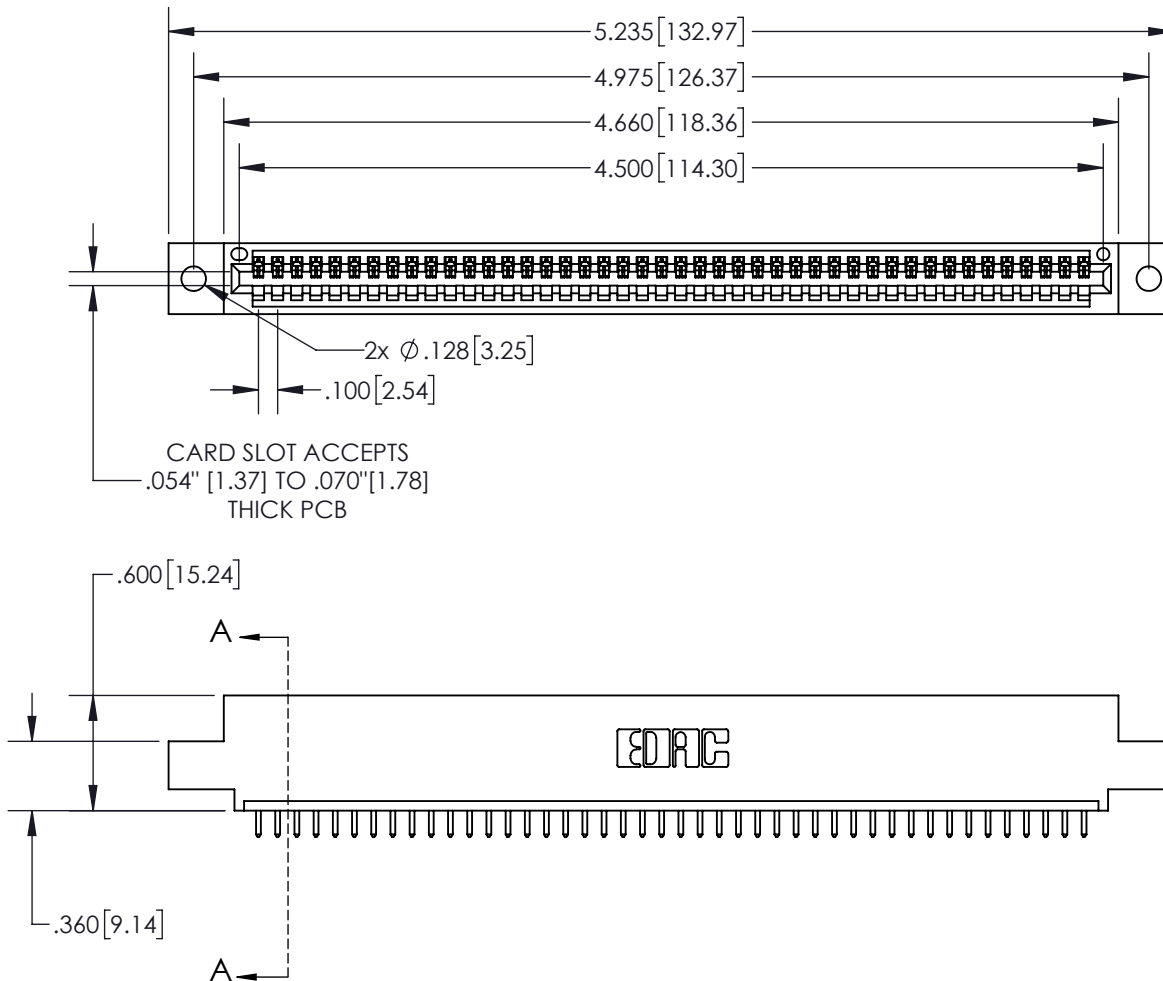 5.235[132.97]
4.975[126.37]
4.660[118.36]
4.500[114.30]
2x Ø.128[3.25]
.100[2.54]
CARD SLOT ACCEPTS
.054" [1.37] TO .070"[1.78]
THICK PCB
.600[15.24]
A
EDAC
.360[9.14]
A